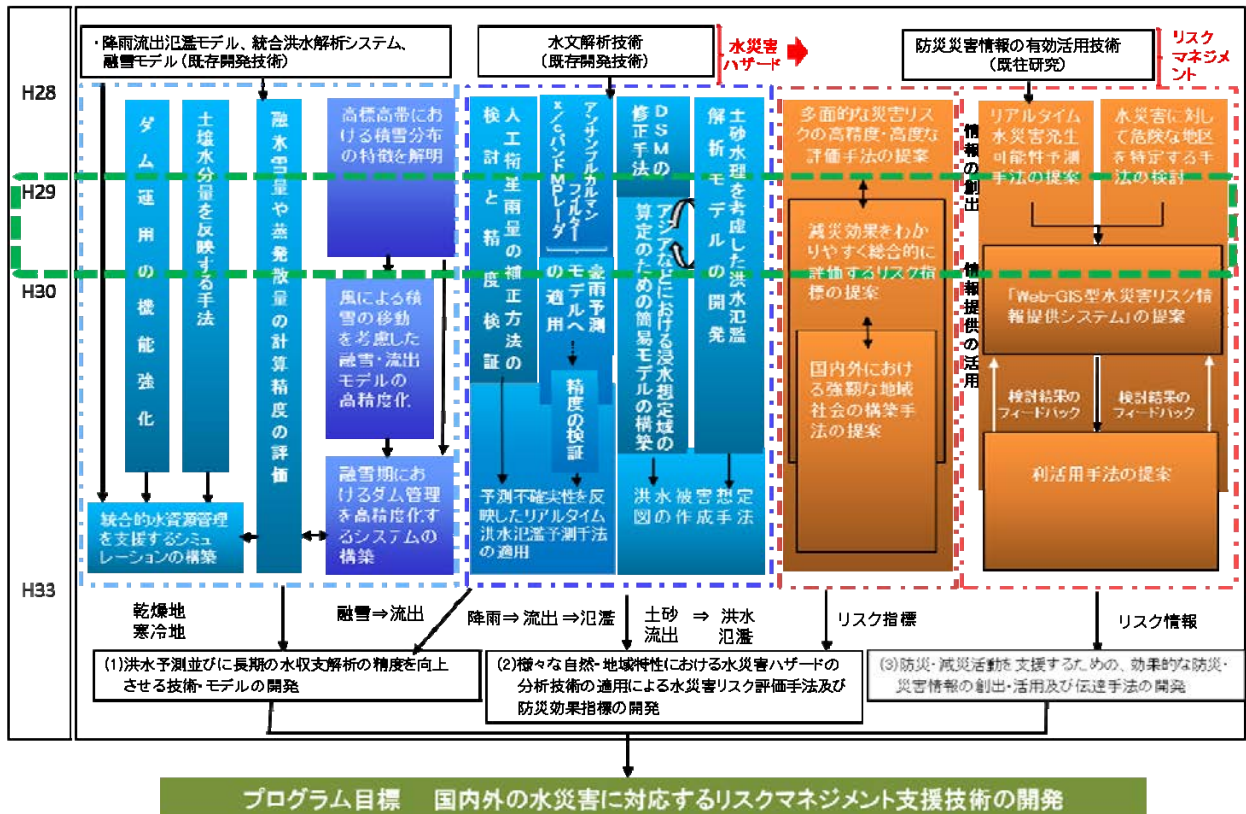 ・降雨流出氾濫モデル、統合洪水解析システム、
融雪モデル(既存開発技術)
水文解析技術
(既存開発技術)
水災害
ハザード
防災災害情報の有効活用技術
(既往研究)
リスク
マネジメ
ント
H28
H29
H30
H33
ダム運用の機能強化
土壌水分量を反映する手法
融水雪量や蒸発散量の計算精度の評価
高標高帯にお
ける積雪分布
の特徴を解明
風による積
雪の移動
を考慮した
融雪・流出
モデルの
高精度化
融雪期にお
けるダム管理
を高精度化す
るシステムの
構築
統合的水資源管理
を支援するシミュ
レーションの構築
人工衛星雨量の補正方法の
検討と精度検証
アンサンブルカルマン
フィルター
x/cバンドMPレーダ
豪雨予測
モデルへ
の適用
精度の検証
DSMの
修正手法
アジアなどにおける浸水想定域の
算定のための簡易モデルの構築
土砂水理を考慮した洪水氾濫
解析モデルの開発
予測不確実性を反
映したリアルタイム
洪水氾濫予測手法
の適用
洪水被害想定
図の作成手法
多面的な災害リス
クの高精度・高度な
評価手法の提案
減災効果をわか
りやすく総合的に
評価するリスク指
標の提案
国内外におけ
る強靭な地域
社会の構築手
法の提案
情報の創出
情報提供の活用
リアルタイム
水災害発生
可能性予測
手法の提案
水災害に対し
て危険な地区
を特定する手
法の検討
「Web-GIS型水災害リスク情
報提供システム」の提案
検討結果の
フィードバック
検討結果の
フィードバック
利活用手法の提案
乾燥地
寒冷地
融雪⇒流出
降雨⇒流出⇒氾濫
土砂 ⇒ 洪水
流出 氾濫
リスク指標
リスク情報
(1)洪水予測並びに長期の水収支解析の精度を向上
させる技術・モデルの開発
(2)様々な自然・地域特性における水災害ハザードの
分析技術の適用による水災害リスク評価手法及び
防災効果指標の開発
(3)防災・減災活動を支援するための、効果的な防災・
災害情報の創出・活用及び伝達手法の開発
プログラム目標 国内外の水災害に対応するリスクマネジメント支援技術の開発